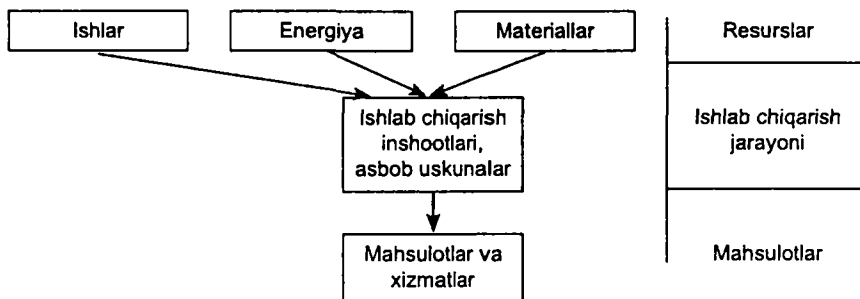 Ishlar
Energiya
Materiallar
Resurslar
Ishlab chiqarish
inshootlari,
asbob uskunalar
Ishlab chiqarish
jarayoni
Mahsulotlar va
xizmatlar
Mahsulotlar